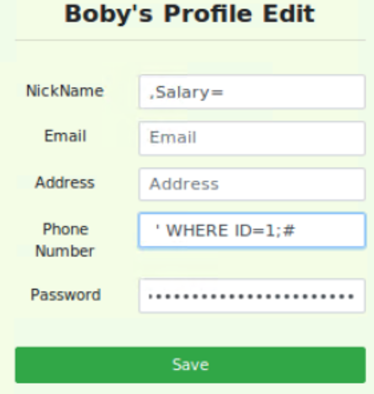 Boby's Profile Edit
NickName ,Salary=
Email Email
Address Address
Phone Number ' WHERE ID=1;#
Password ••••••••••••••••••••••••
Save